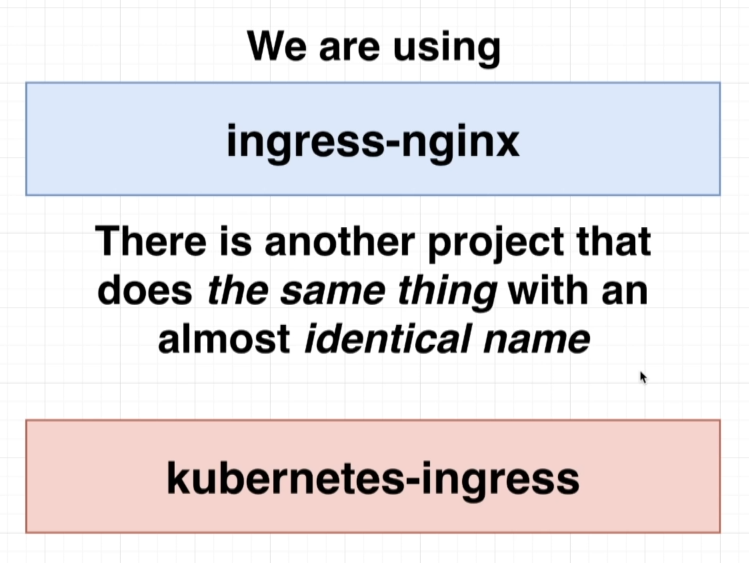 We are using
ingress-nginx
There is another project that
does the same thing with an
almost identical name
kubernetes-ingress